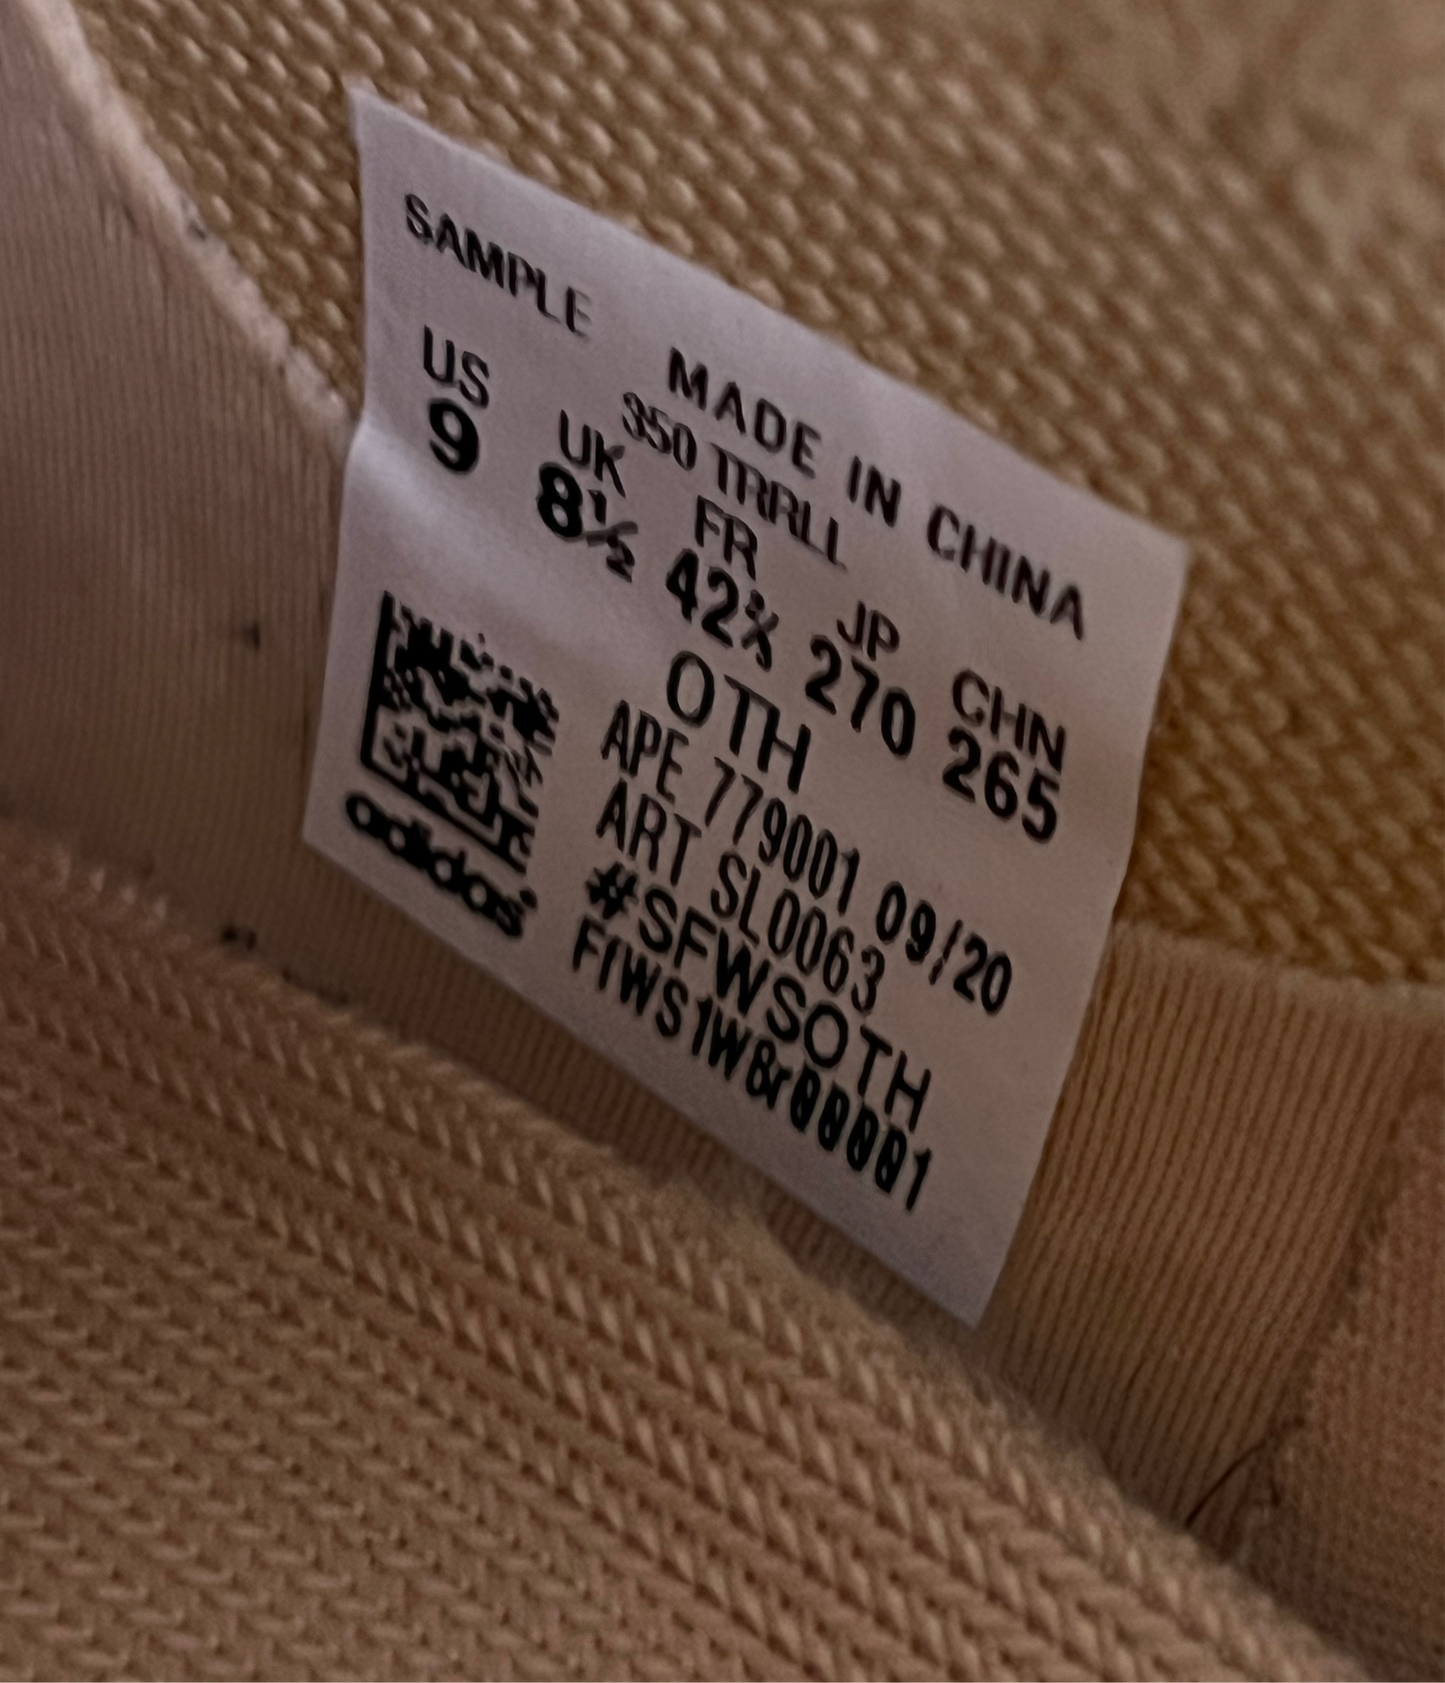 SAMPLE
MADE IN CHINA
350 TRRLL
US UK FR JP CHN
9 8½ 42⅔ 270 265
OTH
APE 779001 09/20
ART SL0063
#SFWSOTH
adidas